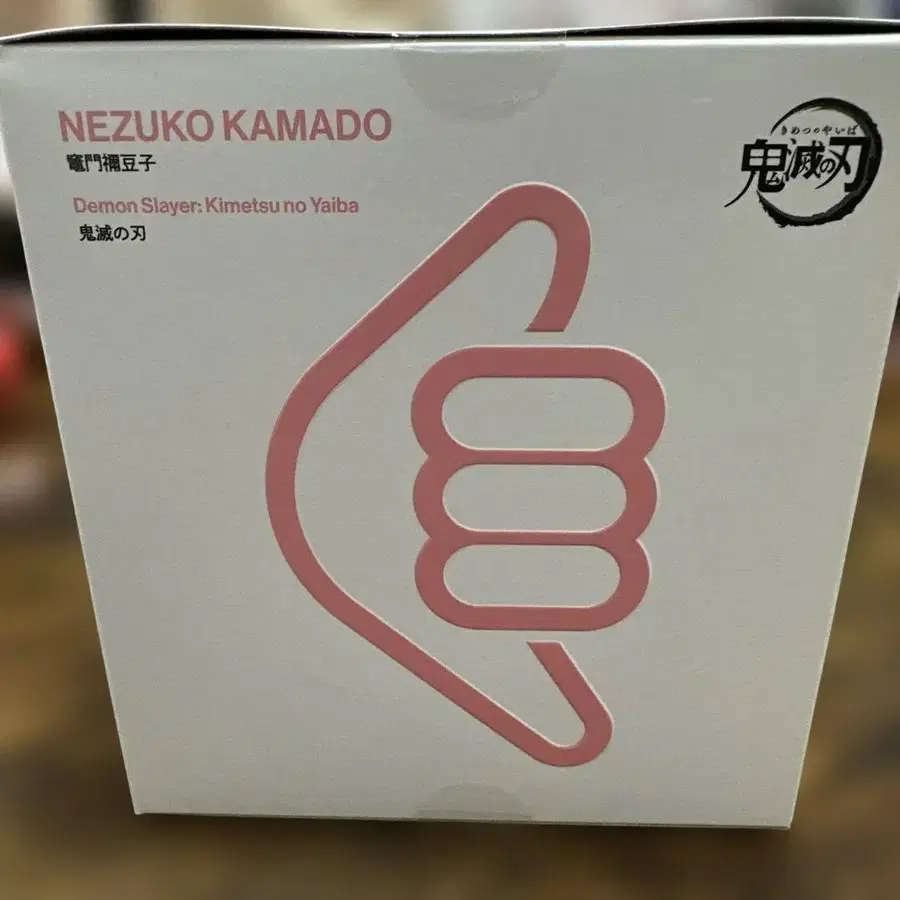 NEZUKO KAMADO
竈門禰豆子
Demon Slayer: Kimetsu no Yaiba
鬼滅の刃
きめつのやいば
鬼滅の刃